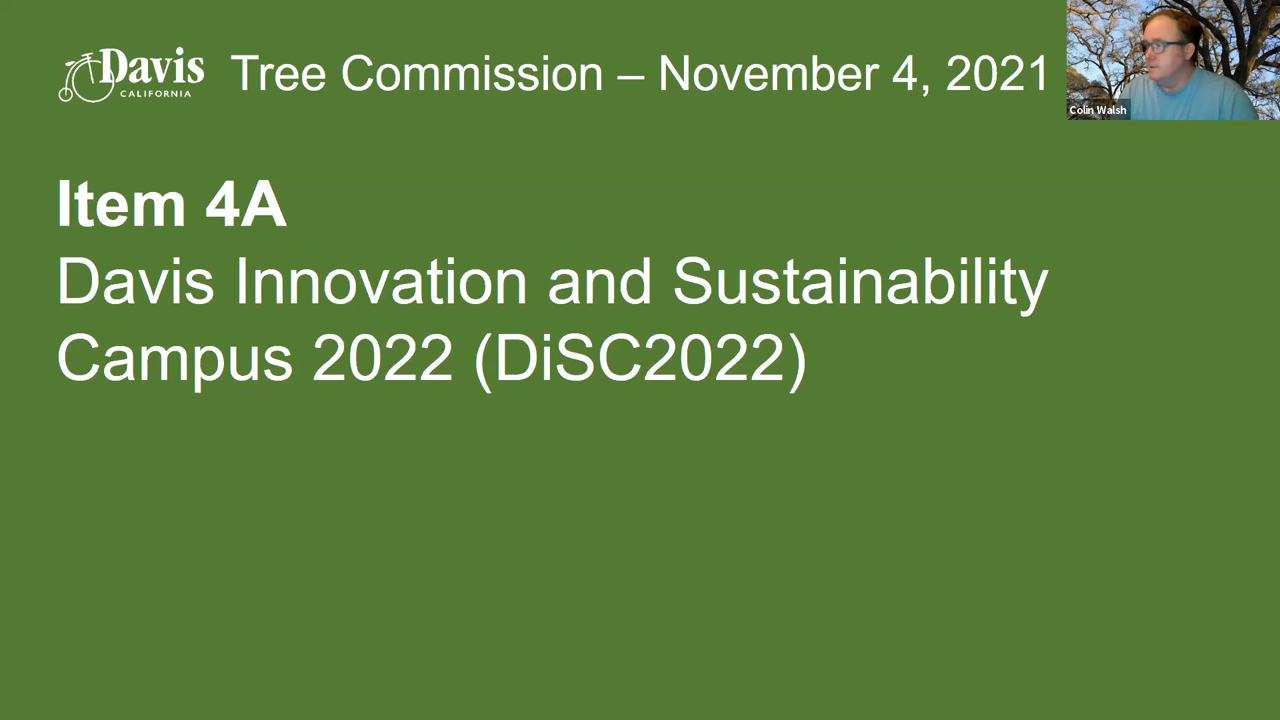 Davis
CALIFORNIA
Tree Commission – November 4, 2021
Colin Walsh
Item 4A
Davis Innovation and Sustainability
Campus 2022 (DiSC2022)